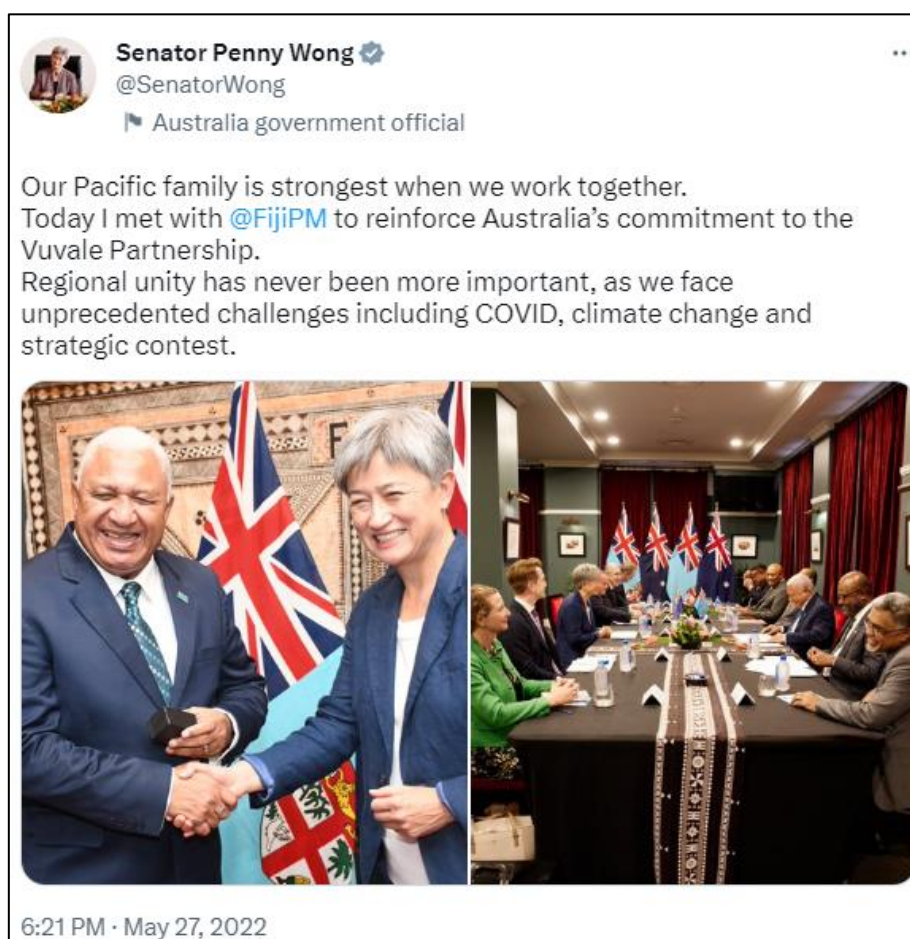 Senator Penny Wong
@SenatorWong
Australia government official
Our Pacific family is strongest when we work together.
Today I met with @FijiPM to reinforce Australia's commitment to the
Vuvale Partnership.
Regional unity has never been more important, as we face
unprecedented challenges including COVID, climate change and
strategic contest.
6:21 PM · May 27, 2022